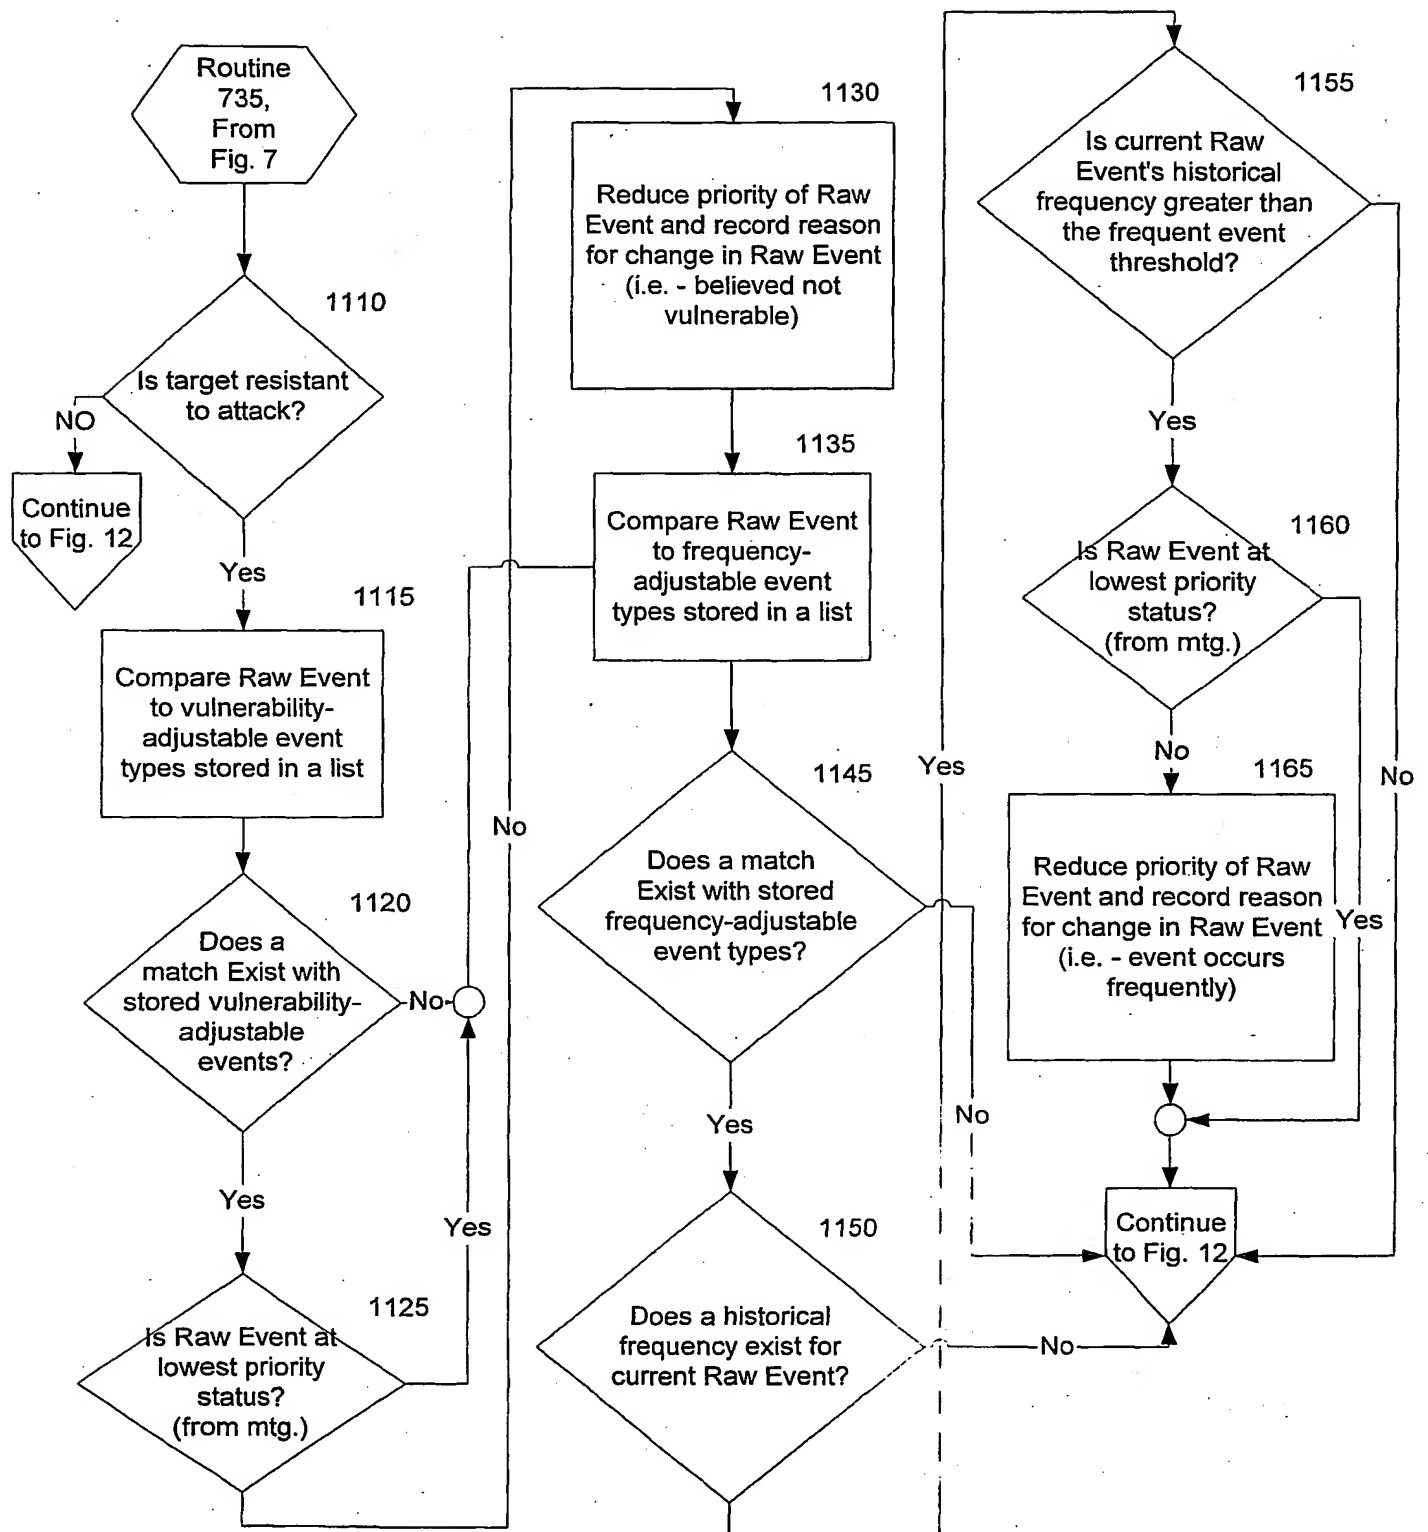 Routine
735,
From
Fig. 7
1110
Is target resistant
to attack?
NO
Continue
to Fig. 12
Yes
1115
Compare Raw Event
to vulnerability-
adjustable event
types stored in a list
1120
Does a
match Exist with
stored vulnerability-
adjustable
events?
No
Yes
Yes
1125
Is Raw Event at
lowest priority
status?
(from mtg.)
No
1130
Reduce priority of Raw
Event and record reason
for change in Raw Event
(i.e. - believed not
vulnerable)
1135
Compare Raw Event
to frequency-
adjustable event
types stored in a list
1145
Does a match
Exist with stored
frequency-adjustable
event types?
No
Yes
1150
Does a historical
frequency exist for
current Raw Event?
No
Yes
1155
Is current Raw
Event's historical
frequency greater than
the frequent event
threshold?
Yes
No
1160
Is Raw Event at
lowest priority
status?
(from mtg.)
No
Yes
1165
Reduce priority of Raw
Event and record reason
for change in Raw Event
(i.e. - event occurs
frequently)
Continue
to Fig. 12